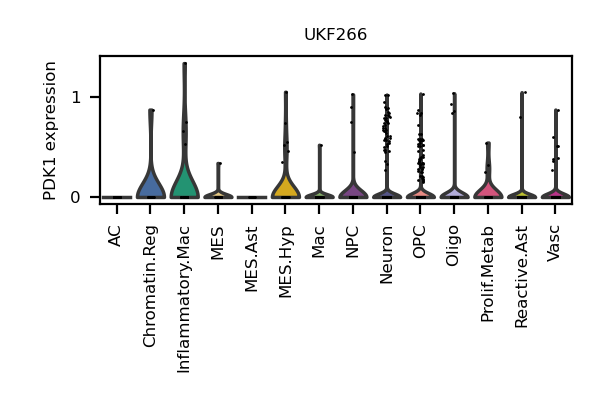 UKF266
PDK1 expression
1
0
AC
Chromatin.Reg
Inflammatory.Mac
MES
MES.Ast
MES.Hyp
Mac
NPC
Neuron
OPC
Oligo
Prolif.Metab
Reactive.Ast
Vasc